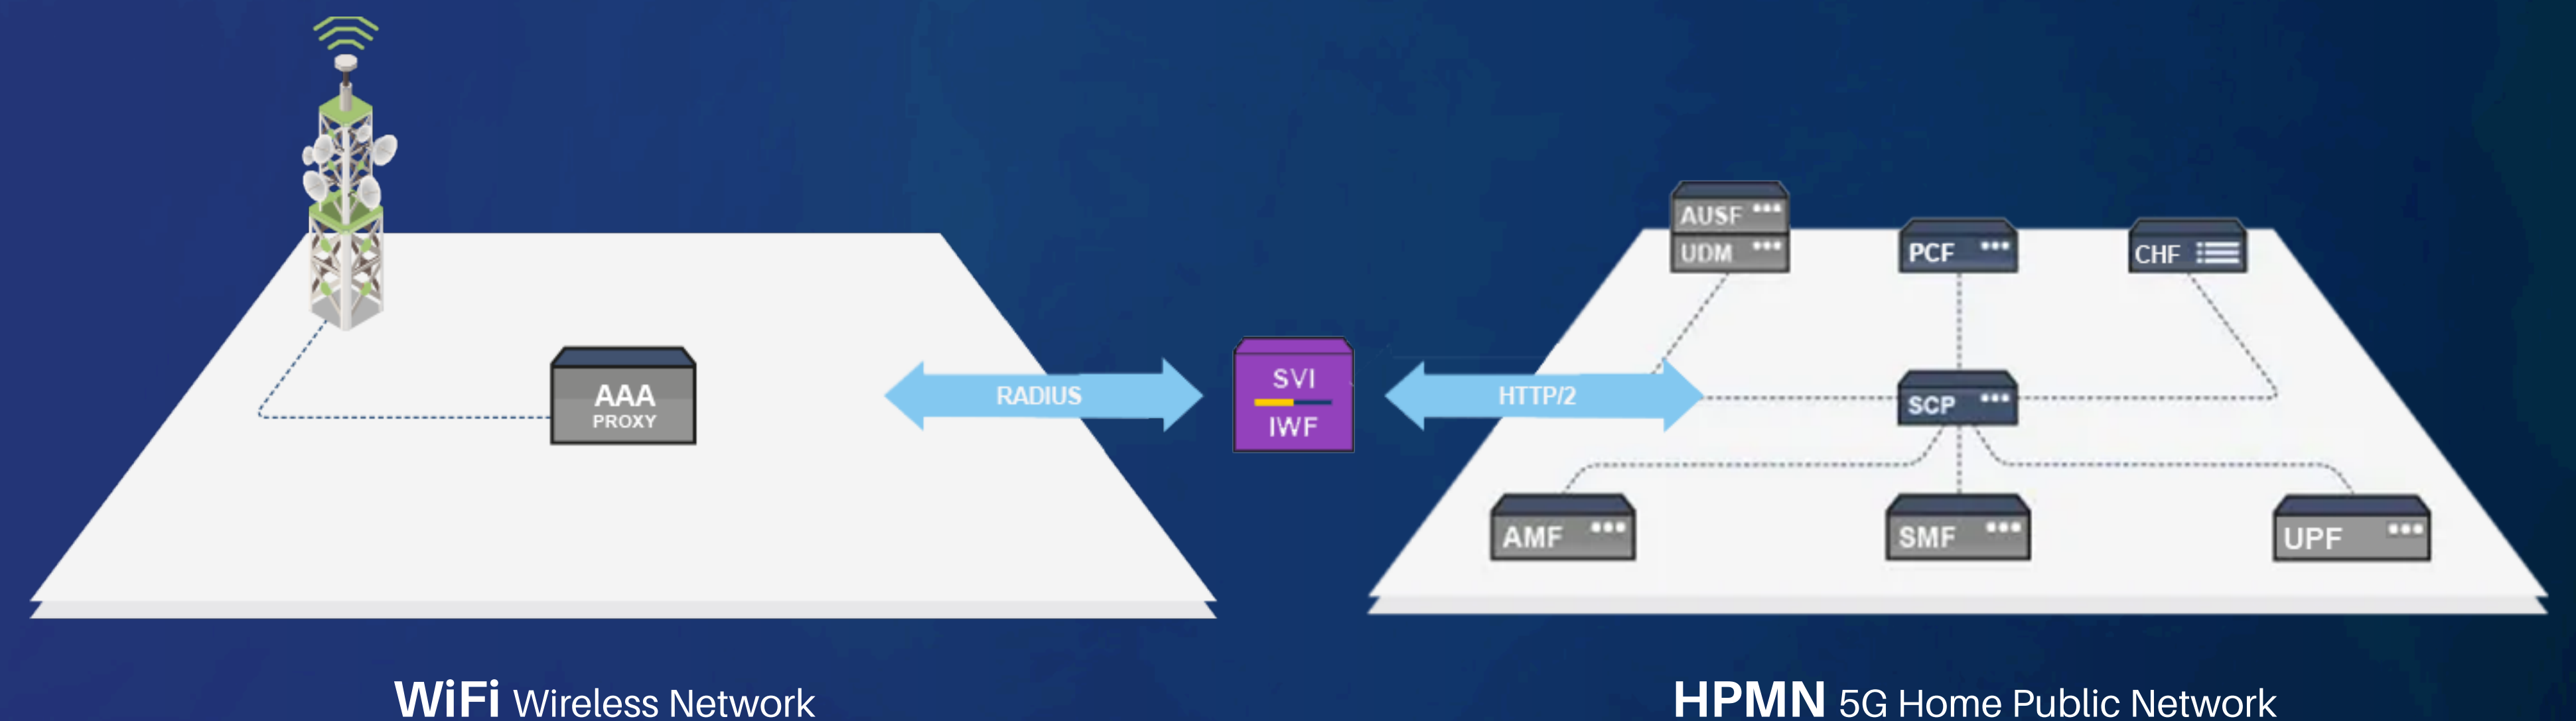 AAA
PROXY
RADIUS
SVI
IWF
HTTP/2
AUSF
UDM
PCF
CHF
SCP
AMF
SMF
UPF
WiFi Wireless Network
HPMN 5G Home Public Network